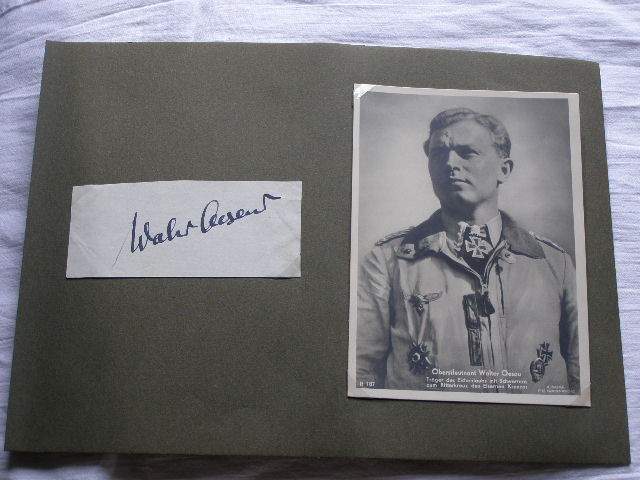 Walter Oesau
Oberstleutnant Walter Oesau
Träger des Eichenlaubs mit Schwertern
zum Ritterkreuz des Eisernen Kreuzes
R 187